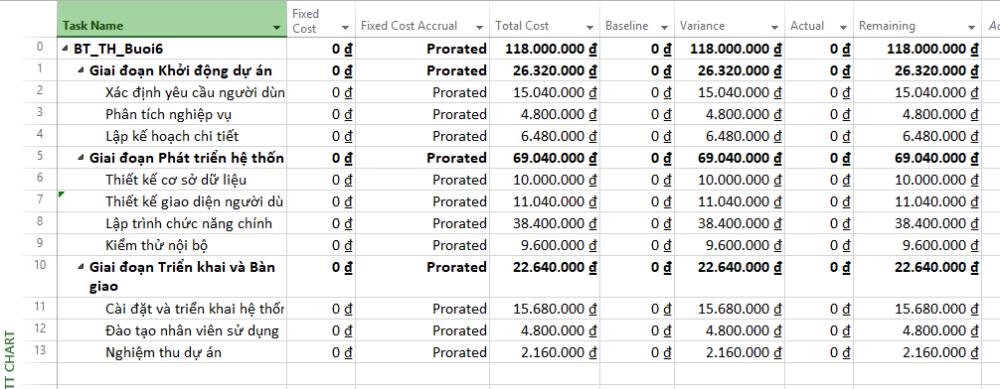 Task Name Fixed Cost Fixed Cost Accrual Total Cost Baseline Variance Actual Remaining
0 BT_TH_Buoi6 0 ₫ Prorated 118.000.000 ₫ 0 ₫ 118.000.000 ₫ 0 ₫ 118.000.000 ₫
1 Giai đoạn Khởi động dự án 0 ₫ Prorated 26.320.000 ₫ 0 ₫ 26.320.000 ₫ 0 ₫ 26.320.000 ₫
2 Xác định yêu cầu người dùn 0 ₫ Prorated 15.040.000 ₫ 0 ₫ 15.040.000 ₫ 0 ₫ 15.040.000 ₫
3 Phân tích nghiệp vụ 0 ₫ Prorated 4.800.000 ₫ 0 ₫ 4.800.000 ₫ 0 ₫ 4.800.000 ₫
4 Lập kế hoạch chi tiết 0 ₫ Prorated 6.480.000 ₫ 0 ₫ 6.480.000 ₫ 0 ₫ 6.480.000 ₫
5 Giai đoạn Phát triển hệ thốn 0 ₫ Prorated 69.040.000 ₫ 0 ₫ 69.040.000 ₫ 0 ₫ 69.040.000 ₫
6 Thiết kế cơ sở dữ liệu 0 ₫ Prorated 10.000.000 ₫ 0 ₫ 10.000.000 ₫ 0 ₫ 10.000.000 ₫
7 Thiết kế giao diện người dù 0 ₫ Prorated 11.040.000 ₫ 0 ₫ 11.040.000 ₫ 0 ₫ 11.040.000 ₫
8 Lập trình chức năng chính 0 ₫ Prorated 38.400.000 ₫ 0 ₫ 38.400.000 ₫ 0 ₫ 38.400.000 ₫
9 Kiểm thử nội bộ 0 ₫ Prorated 9.600.000 ₫ 0 ₫ 9.600.000 ₫ 0 ₫ 9.600.000 ₫
10 Giai đoạn Triển khai và Bàn 0 ₫ Prorated 22.640.000 ₫ 0 ₫ 22.640.000 ₫ 0 ₫ 22.640.000 ₫
giao
11 Cài đặt và triển khai hệ thốn 0 ₫ Prorated 15.680.000 ₫ 0 ₫ 15.680.000 ₫ 0 ₫ 15.680.000 ₫
12 Đào tạo nhân viên sử dụng 0 ₫ Prorated 4.800.000 ₫ 0 ₫ 4.800.000 ₫ 0 ₫ 4.800.000 ₫
13 Nghiệm thu dự án 0 ₫ Prorated 2.160.000 ₫ 0 ₫ 2.160.000 ₫ 0 ₫ 2.160.000 ₫
TT CHART